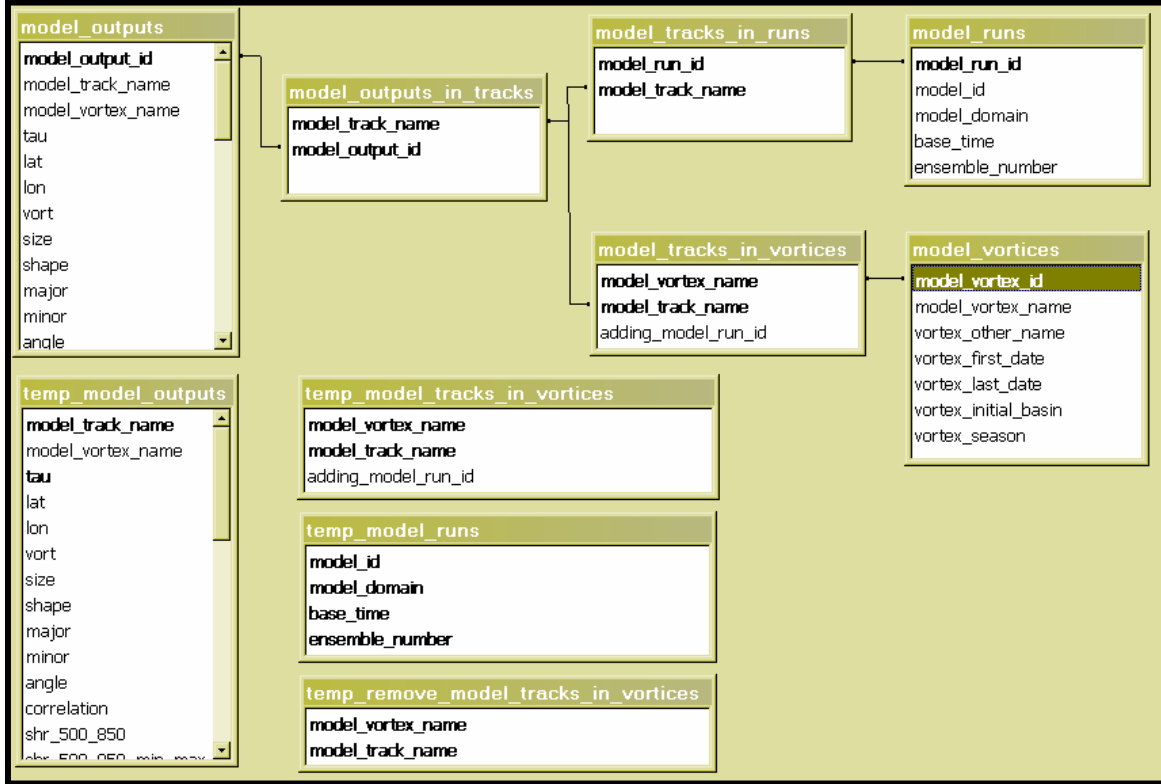 model_outputs
model_output_id
model_track_name
model_vortex_name
tau
lat
lon
vort
size
shape
major
minor
angle
model_outputs_in_tracks
model_track_name
model_output_id
model_tracks_in_runs
model_run_id
model_track_name
model_runs
model_run_id
model_id
model_domain
base_time
ensemble_number
model_tracks_in_vortices
model_vortex_name
model_track_name
adding_model_run_id
model_vortices
model_vortex_id
model_vortex_name
vortex_other_name
vortex_first_date
vortex_last_date
vortex_initial_basin
vortex_season
temp_model_outputs
model_track_name
model_vortex_name
tau
lat
lon
vort
size
shape
major
minor
angle
correlation
shr_500_850
temp_model_tracks_in_vortices
model_vortex_name
model_track_name
adding_model_run_id
temp_model_runs
model_id
model_domain
base_time
ensemble_number
temp_remove_model_tracks_in_vortices
model_vortex_name
model_track_name